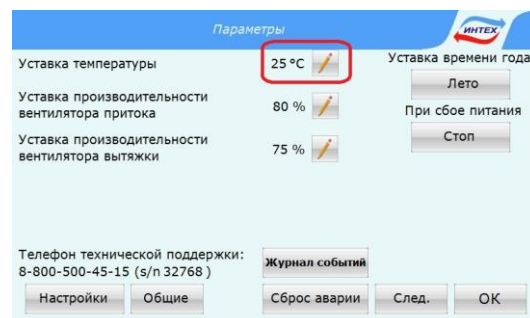 Параметры
ИНТЕХ
Уставка температуры
25 °C
Уставка времени года
Лето
Уставка производительности
вентилятора притока
80 %
При сбое питания
Стоп
Уставка производительности
вентилятора вытяжки
75 %
Телефон технической поддержки:
8-800-500-45-15 (s/n 32768 )
Журнал событий
Настройки
Общие
Сброс аварии
След.
ОК